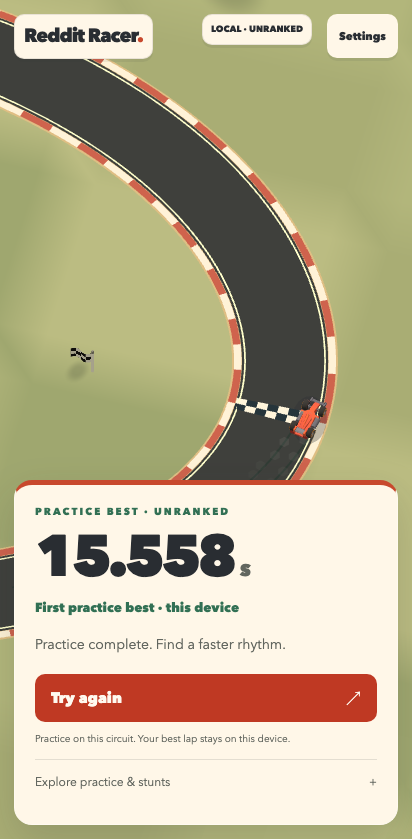 Reddit Racer.
LOCAL · UNRANKED
Settings
PRACTICE BEST · UNRANKED
15.558 s
First practice best · this device
Practice complete. Find a faster rhythm.
Try again ↗
Practice on this circuit. Your best lap stays on this device.
Explore practice & stunts +